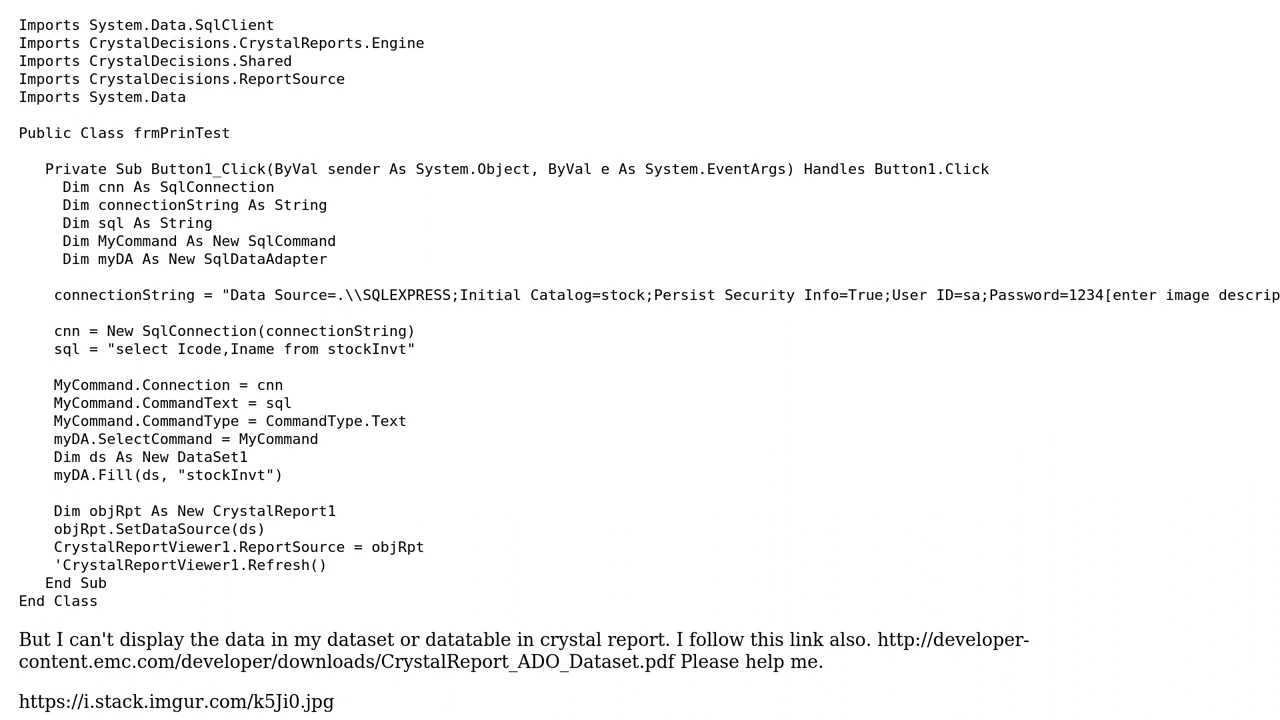 Imports System.Data.SqlClient
Imports CrystalDecisions.CrystalReports.Engine
Imports CrystalDecisions.Shared
Imports CrystalDecisions.ReportSource
Imports System.Data
Public Class frmPrinTest
Private Sub Button1_Click(ByVal sender As System.Object, ByVal e As System.EventArgs) Handles Button1.Click
Dim cnn As SqlConnection
Dim connectionString As String
Dim sql As String
Dim MyCommand As New SqlCommand
Dim myDA As New SqlDataAdapter
connectionString = "Data Source=.\\SQLEXPRESS;Initial Catalog=stock;Persist Security Info=True;User ID=sa;Password=1234[enter image descrip
cnn = New SqlConnection(connectionString)
sql = "select Icode,Iname from stockInvt"
MyCommand.Connection = cnn
MyCommand.CommandText = sql
MyCommand.CommandType = CommandType.Text
myDA.SelectCommand = MyCommand
Dim ds As New DataSet1
myDA.Fill(ds, "stockInvt")
Dim objRpt As New CrystalReport1
objRpt.SetDataSource(ds)
CrystalReportViewer1.ReportSource = objRpt
'CrystalReportViewer1.Refresh()
End Sub
End Class
But I can't display the data in my dataset or datatable in crystal report. I follow this link also. http://developer-
content.emc.com/developer/downloads/CrystalReport_ADO_Dataset.pdf Please help me.
https://i.stack.imgur.com/k5Ji0.jpg